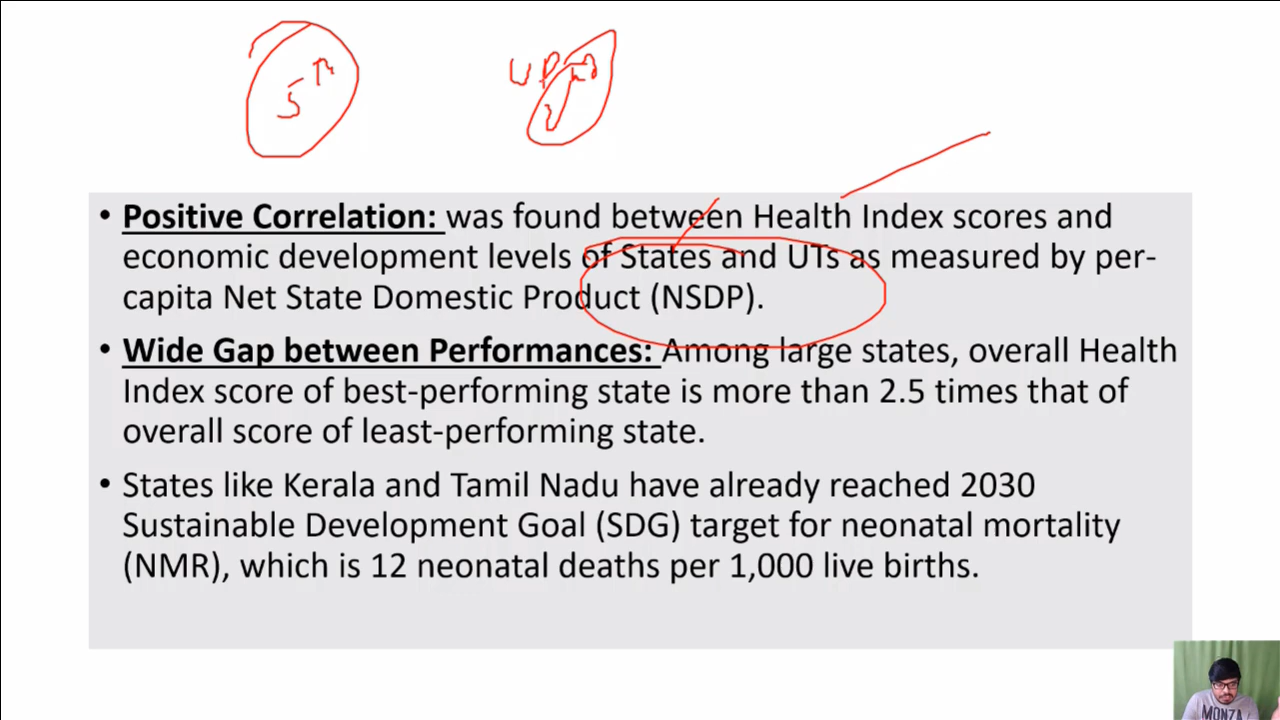 5
UP
• Positive Correlation: was found between Health Index scores and
economic development levels of States and UTs as measured by per-
capita Net State Domestic Product (NSDP).
• Wide Gap between Performances: Among large states, overall Health
Index score of best-performing state is more than 2.5 times that of
overall score of least-performing state.
• States like Kerala and Tamil Nadu have already reached 2030
Sustainable Development Goal (SDG) target for neonatal mortality
(NMR), which is 12 neonatal deaths per 1,000 live births.
MONZA